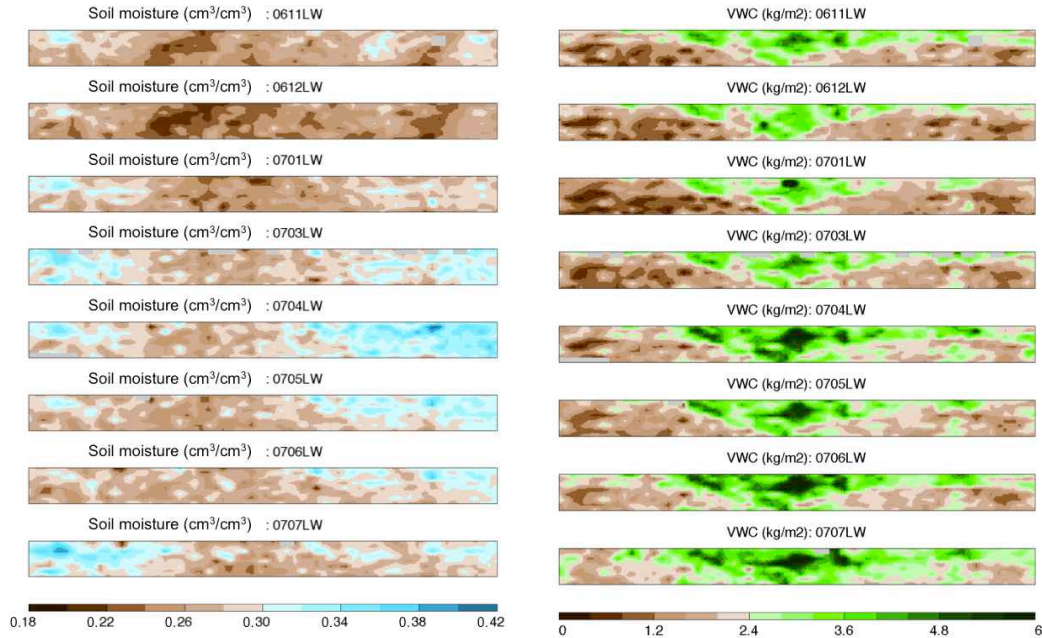 Soil moisture (cm³/cm³) : 0611LW
Soil moisture (cm³/cm³) : 0612LW
Soil moisture (cm³/cm³) : 0701LW
Soil moisture (cm³/cm³) : 0703LW
Soil moisture (cm³/cm³) : 0704LW
Soil moisture (cm³/cm³) : 0705LW
Soil moisture (cm³/cm³) : 0706LW
Soil moisture (cm³/cm³) : 0707LW
0.18 0.22 0.26 0.30 0.34 0.38 0.42
VWC (kg/m2): 0611LW
VWC (kg/m2): 0612LW
VWC (kg/m2): 0701LW
VWC (kg/m2): 0703LW
VWC (kg/m2): 0704LW
VWC (kg/m2): 0705LW
VWC (kg/m2): 0706LW
VWC (kg/m2): 0707LW
0 1.2 2.4 3.6 4.8 6